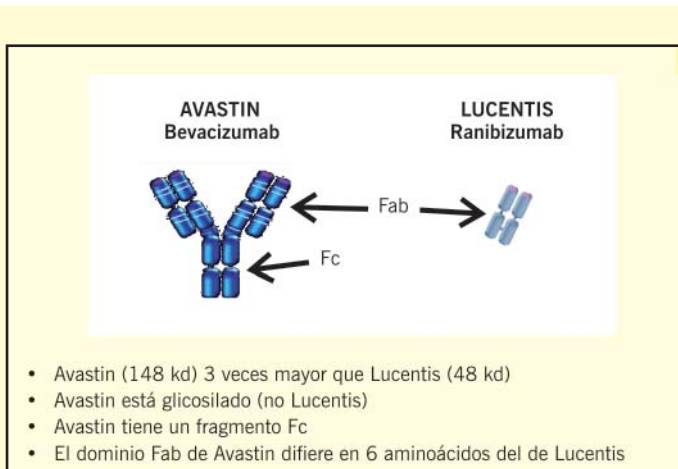 AVASTIN
Bevacizumab
LUCENTIS
Ranibizumab
Fab
Fc
• Avastin (148 kd) 3 veces mayor que Lucentis (48 kd)
• Avastin está glicosilado (no Lucentis)
• Avastin tiene un fragmento Fc
• El dominio Fab de Avastin difiere en 6 aminoácidos del de Lucentis